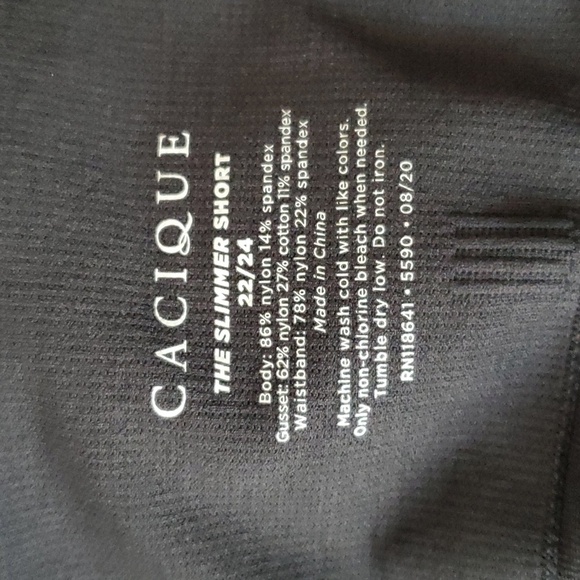 CACIQUE
THE SLIMMER SHORT
22/24
Body: 86% nylon 14% spandex
Gusset: 62% nylon 27% cotton 11% spandex
Waistband: 78% nylon 22% spandex
Made in China
Machine wash cold with like colors.
Only non-chlorine bleach when needed.
Tumble dry low. Do not iron.
RN118641 • 5590 • 08/20